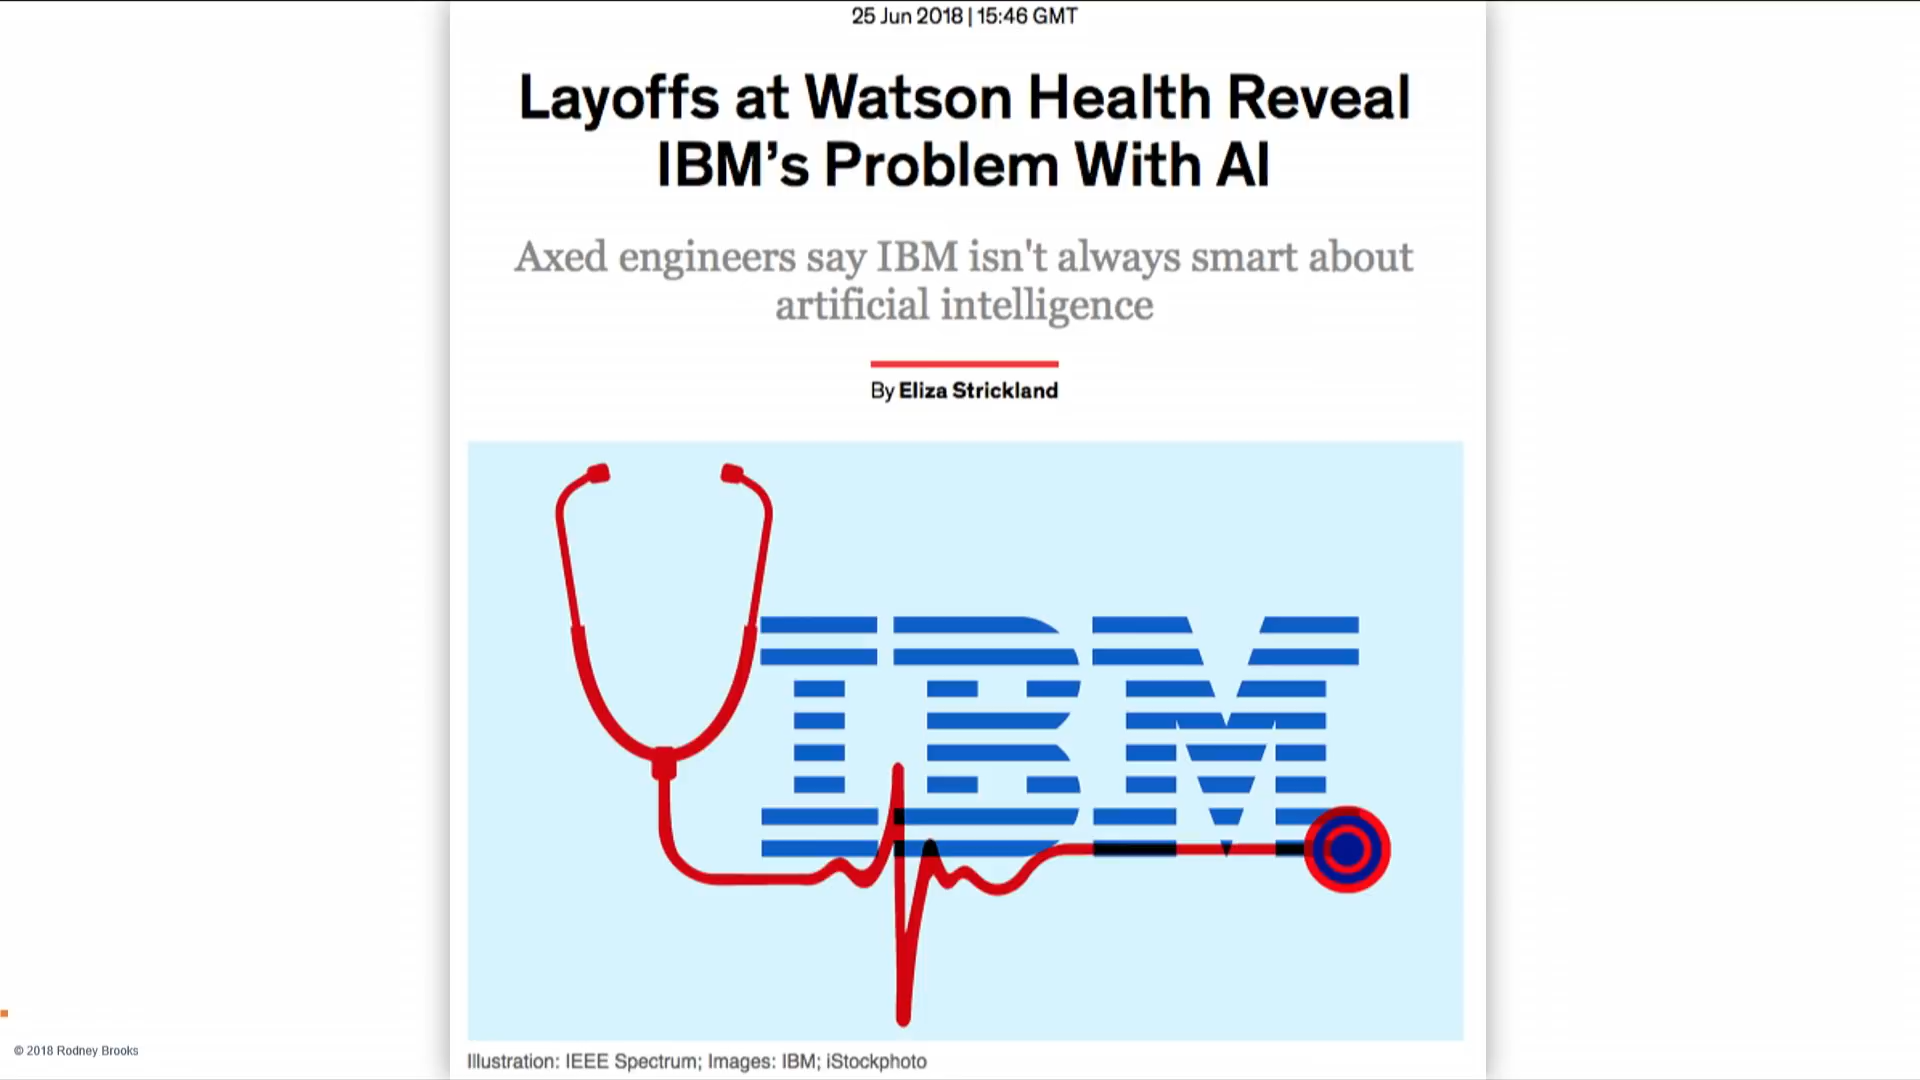 25 Jun 2018 | 15:46 GMT
Layoffs at Watson Health Reveal
IBM’s Problem With AI
Axed engineers say IBM isn't always smart about
artificial intelligence
By Eliza Strickland
IBM
Illustration: IEEE Spectrum; Images: IBM; iStockphoto
© 2018 Rodney Brooks